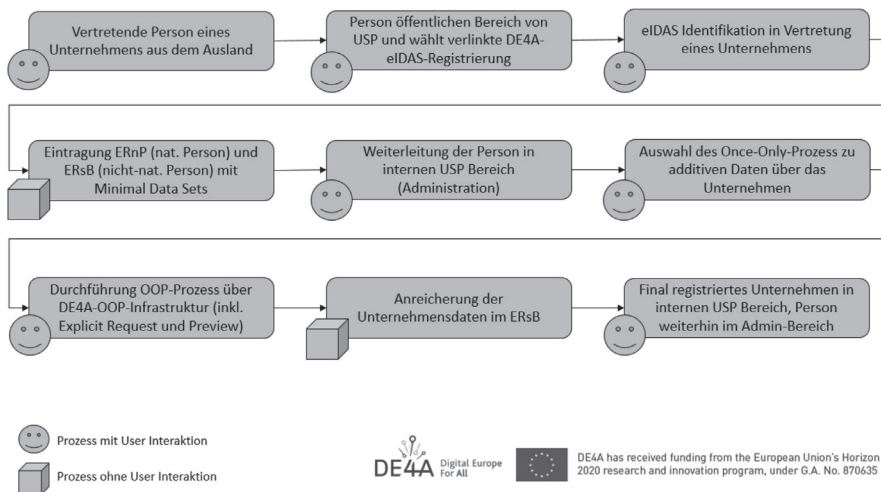 Vertretende Person eines
Unternehmens aus dem Ausland
Person öffentlichen Bereich von
USP und wählt verlinkte DE4A-
eIDAS-Registrierung
eIDAS Identifikation in Vertretung
eines Unternehmens
Eintragung ERnP (nat. Person) und
ERsB (nicht-nat. Person) mit
Minimal Data Sets
Weiterleitung der Person in
internen USP Bereich
(Administration)
Auswahl des Once-Only-Prozess zu
additiven Daten über das
Unternehmen
Durchführung OOP-Prozess über
DE4A-OOP-Infrastruktur (inkl.
Explicit Request und Preview)
Anreicherung der
Unternehmensdaten im ERsB
Final registriertes Unternehmen in
internen USP Bereich, Person
weiterhin im Admin-Bereich
Prozess mit User Interaktion
Prozess ohne User Interaktion
DE4A Digital Europe
For All
DE4A has received funding from the European Union's Horizon
2020 research and innovation program, under G.A. No. 870635